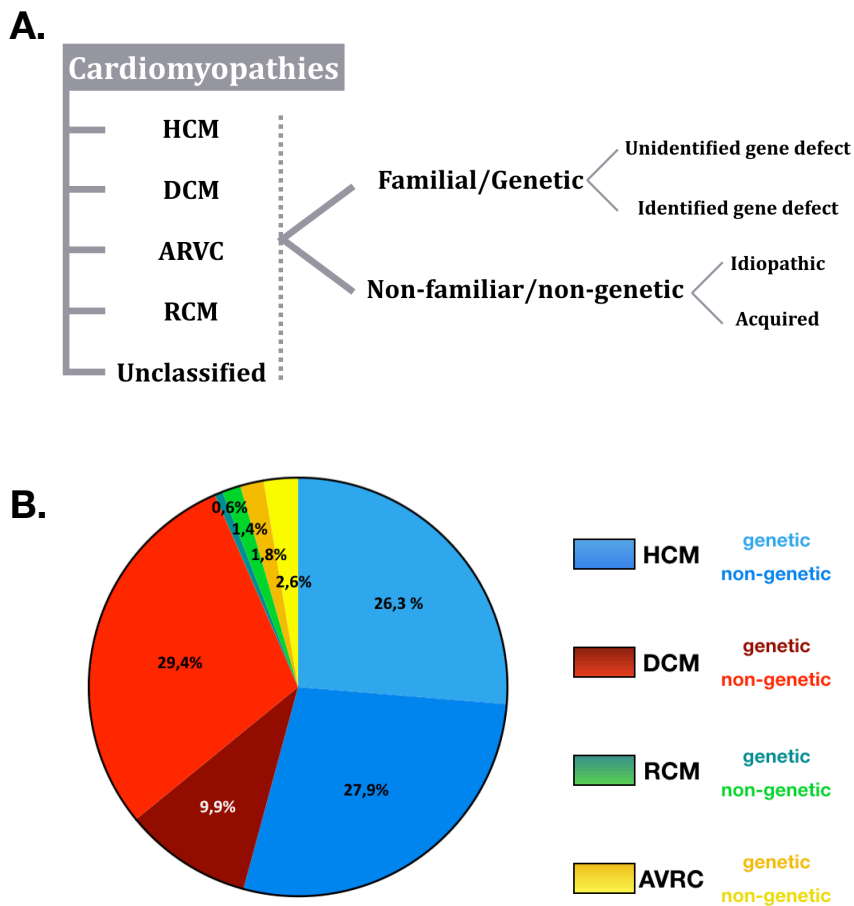 A.
Cardiomyopathies
HCM
DCM
ARVC
RCM
Unclassified
Familial/Genetic
Unidentified gene defect
Identified gene defect
Non-familiar/non-genetic
Idiopathic
Acquired
B.
0,6%
1,4%
1,8%
2,6%
26,3 %
29,4%
27,9%
9,9%
HCM
genetic
non-genetic
DCM
genetic
non-genetic
RCM
genetic
non-genetic
AVRC
genetic
non-genetic